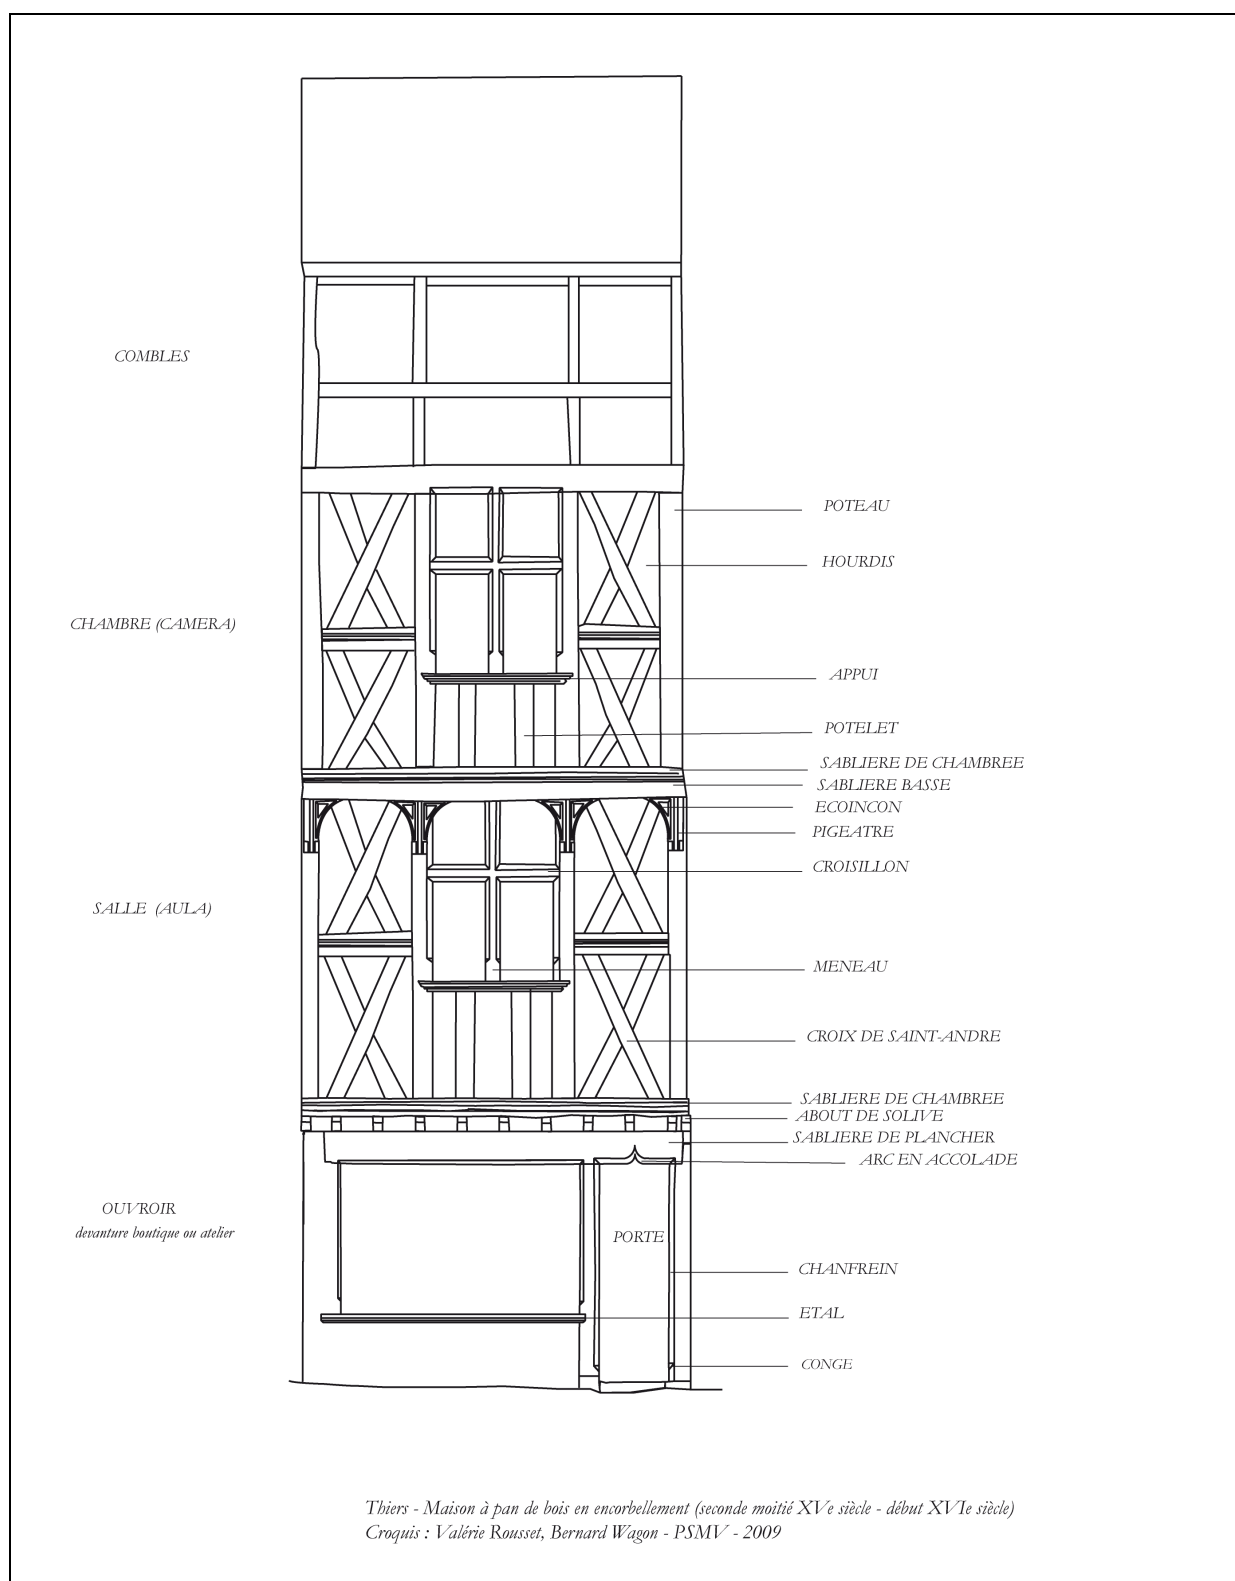 COMBLES
POTEAU
HOURDIS
CHAMBRE (CAMERA)
APPUI
POTELET
SABLIERE DE CHAMBREE
SABLIERE BASSE
ECOINCON
PIGEATRE
CROISILLON
SALLE (AULA)
MENEAU
CROIX DE SAINT-ANDRE
SABLIERE DE CHAMBREE
ABOUT DE SOLIVE
SABLIERE DE PLANCHER
ARC EN ACCOLADE
OUVROIR
devanture boutique ou atelier
PORTE
CHANFREIN
ETAL
CONGE
Thiers - Maison à pan de bois en encorbellement (seconde moitié XVe siècle - début XVIe siècle)
Croquis : Valérie Rousset, Bernard Wagon - PSMV - 2009